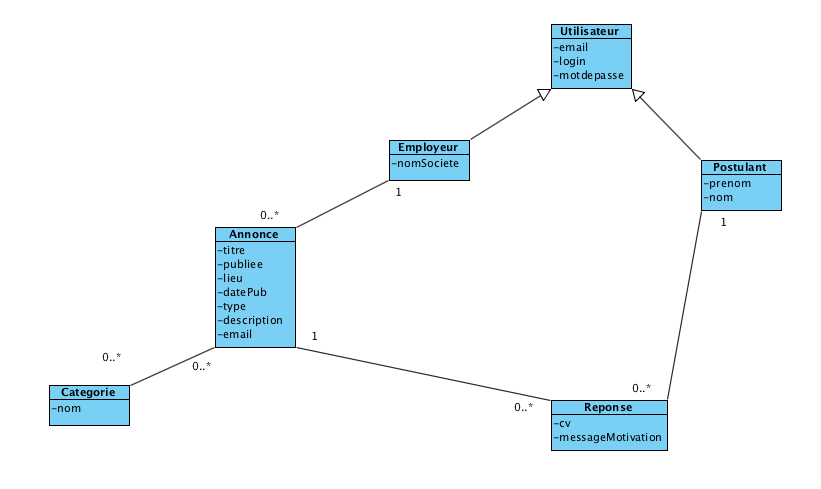 Utilisateur
-email
-login
-motdepasse
Employeur
-nomSociete
1
Postulant
-prenom
-nom
1
0..*
Annonce
-titre
-publiee
-lieu
-datePub
-type
-description
-email
1
0..*
0..*
Categorie
-nom
0..*
0..*
Reponse
-cv
-messageMotivation